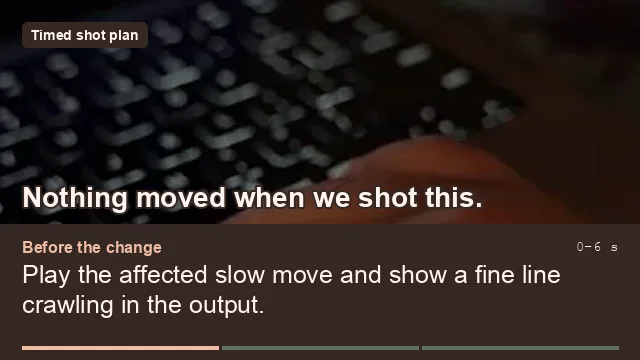 Timed shot plan
Nothing moved when we shot this.
Before the change
0–6 s
Play the affected slow move and show a fine line
crawling in the output.